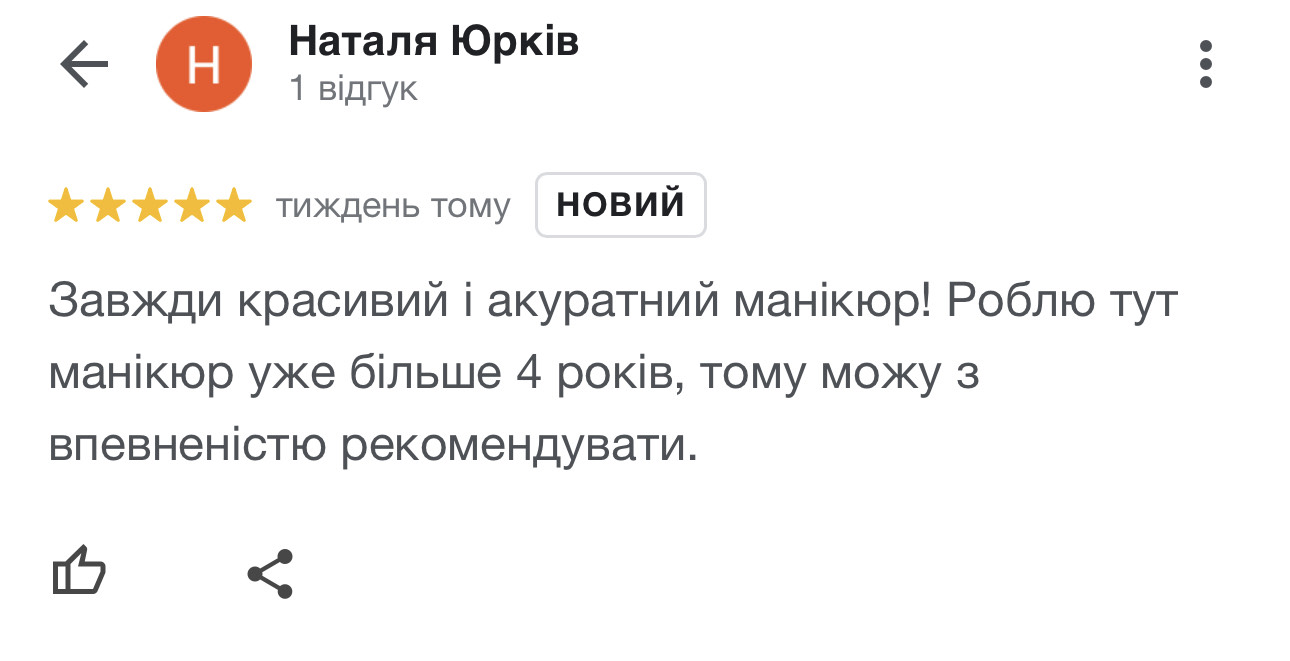 Наталя Юрків
Н
1 відгук
тиждень тому
НОВИЙ
Завжди красивий і акуратний манікюр! Роблю тут
манікюр уже більше 4 років, тому можу з
впевненістю рекомендувати.